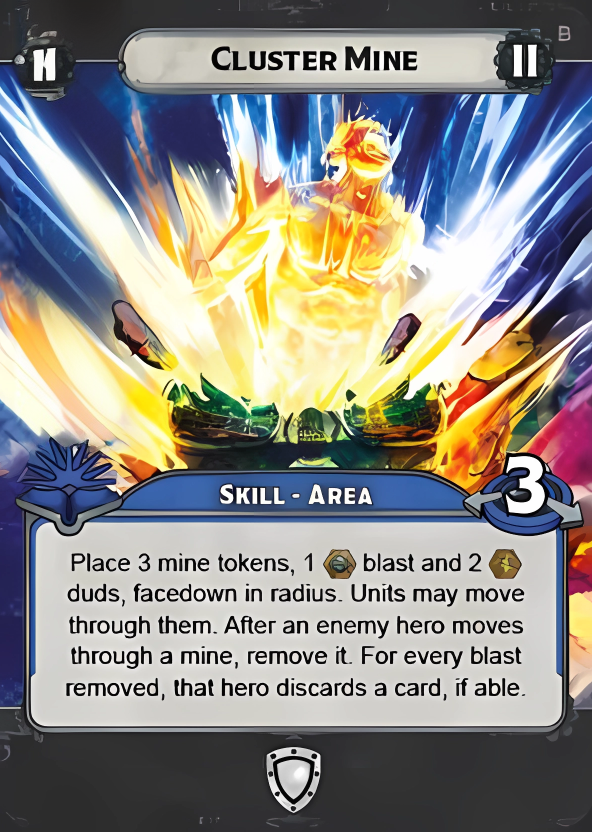 B
CLUSTER MINE
II
SKILL - AREA
3
Place 3 mine tokens, 1 blast and 2
duds, facedown in radius. Units may move
through them. After an enemy hero moves
through a mine, remove it. For every blast
removed, that hero discards a card, if able.